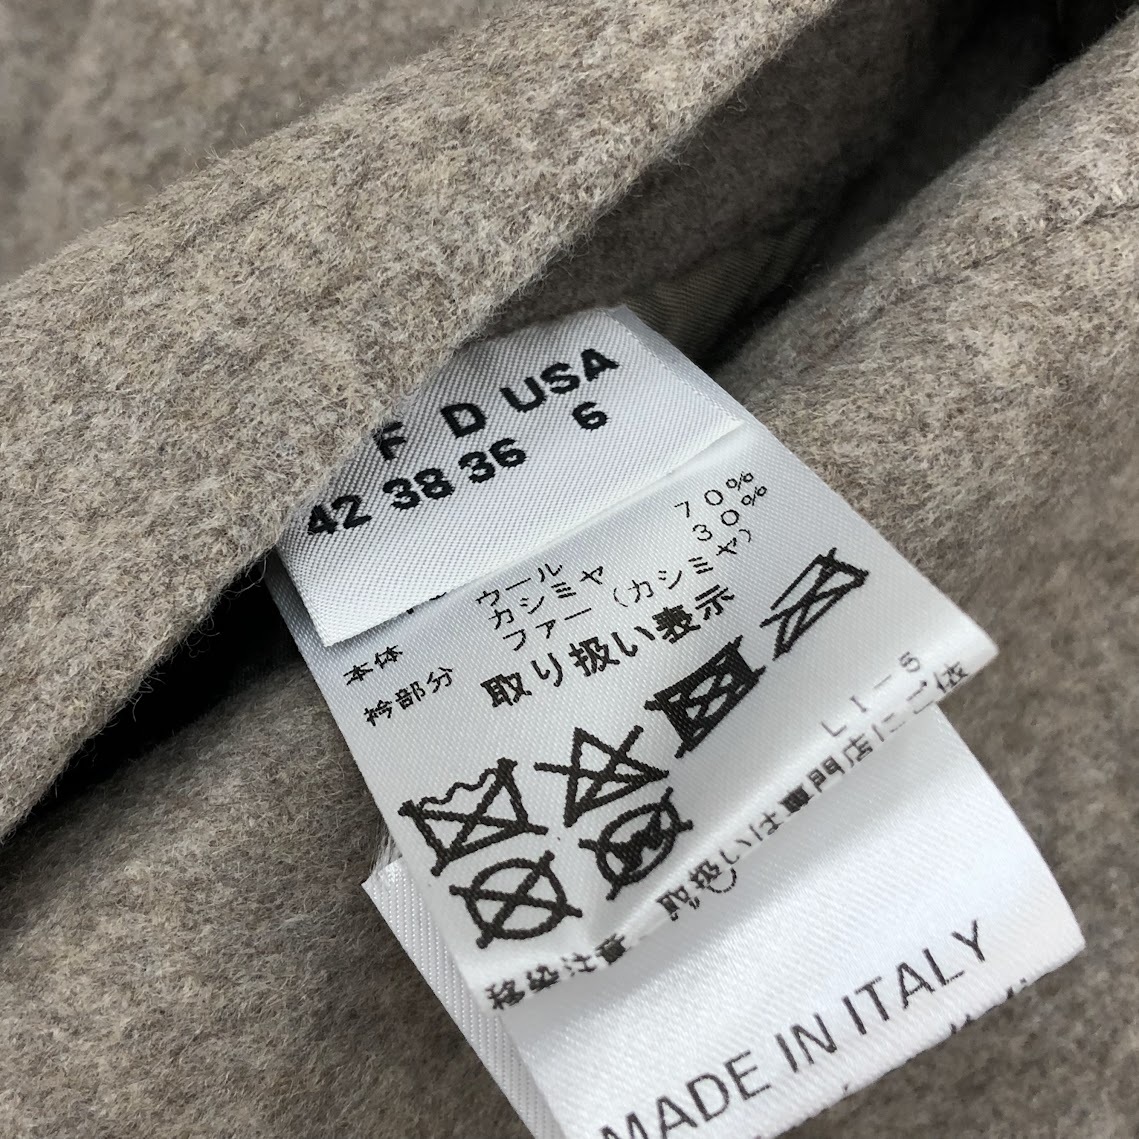 F D USA
42 38 36 6
本体 ウール 70%
カシミヤ 30%
衿部分 ファー(カシミヤ)
取り扱い表示
LI-S
取扱いは専門店にご依
移染注意
MADE IN ITALY